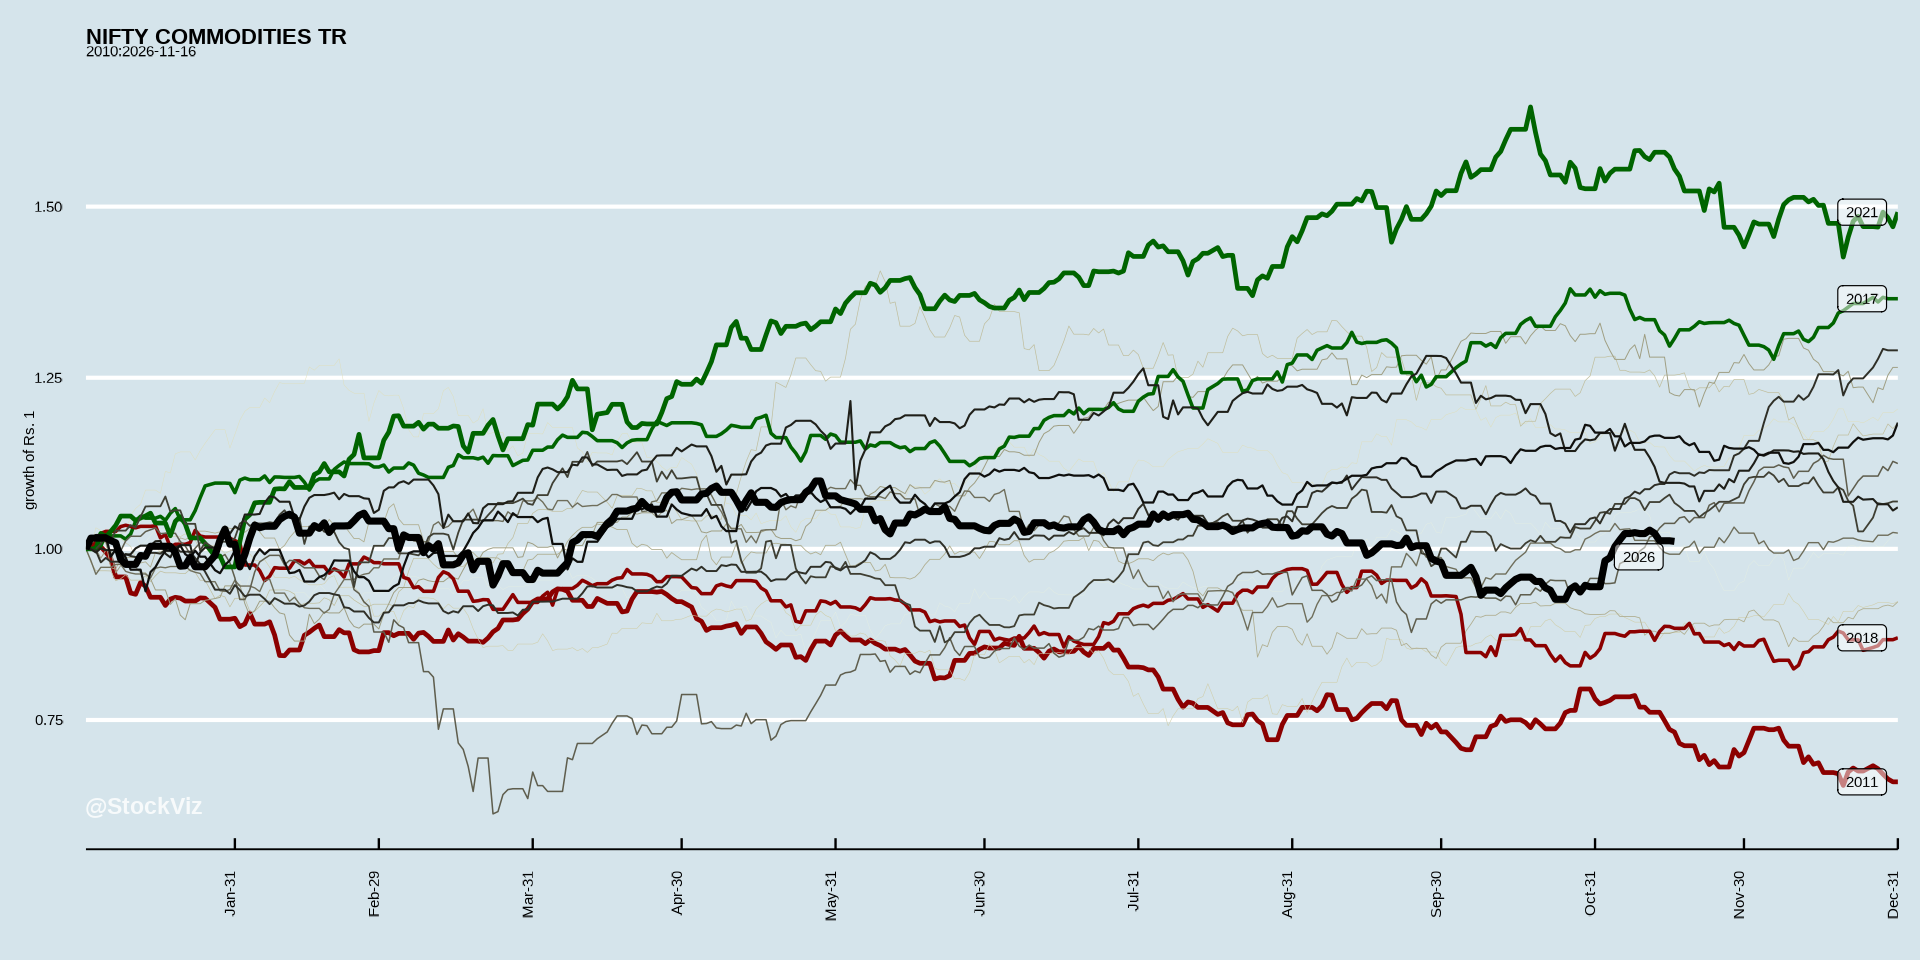 NIFTY COMMODITIES TR
2010:2026-11-16
growth of Rs. 1
1.50
1.25
1.00
0.75
2021
2017
2026
2018
2011
@StockViz
Jan-31
Feb-29
Mar-31
Apr-30
May-31
Jun-30
Jul-31
Aug-31
Sep-30
Oct-31
Nov-30
Dec-31